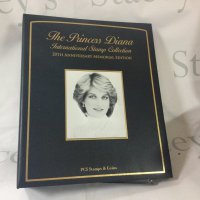 The Princess Diana
International Stamp Collection
20TH ANNIVERSARY MEMORIAL EDITION
PCS Stamps & Coins